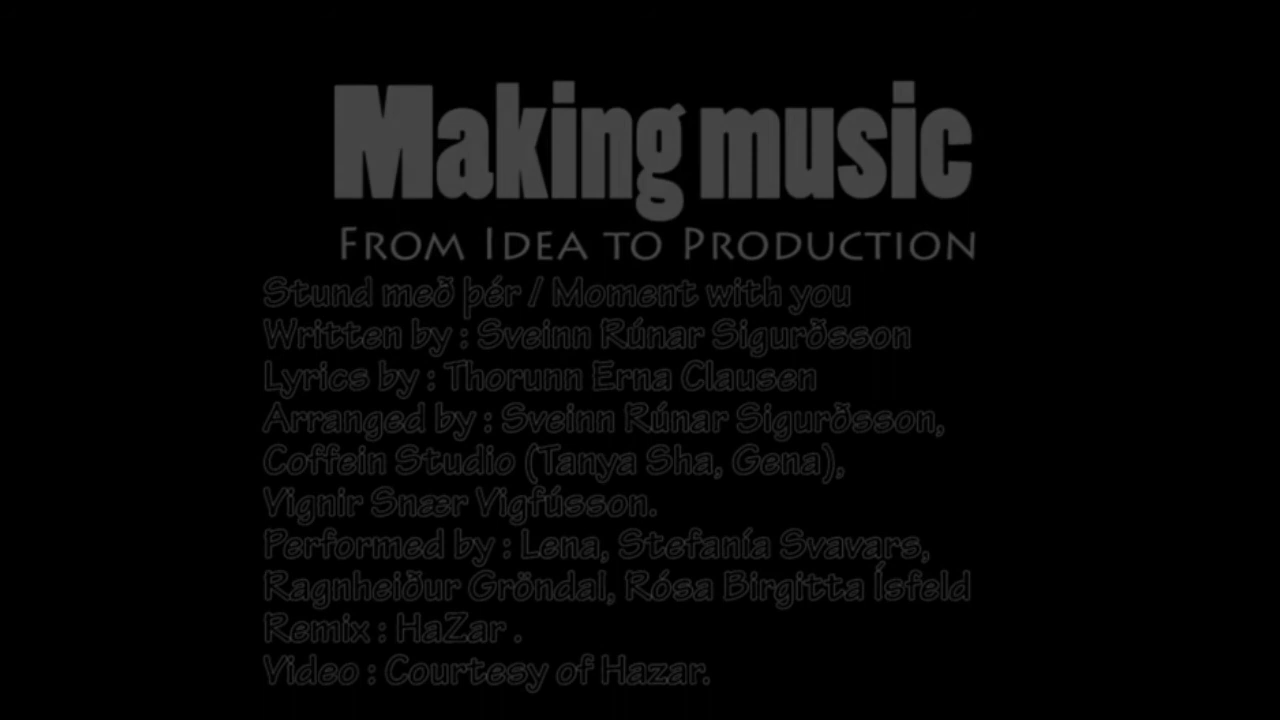 Making music
From Idea to Production
Stund með þér / Moment with you
Written by : Sveinn Rúnar Sigurðsson
Lyrics by : Thorunn Erna Clausen
Arranged by : Sveinn Rúnar Sigurðsson,
Coffein Studio (Tanya Sha, Gena),
Vignir Snær Vigfússon.
Performed by : Lena, Stefanía Svavars,
Ragnheiður Gröndal, Rósa Birgitta Ísfeld
Remix : HaZar .
Video : Courtesy of Hazar.